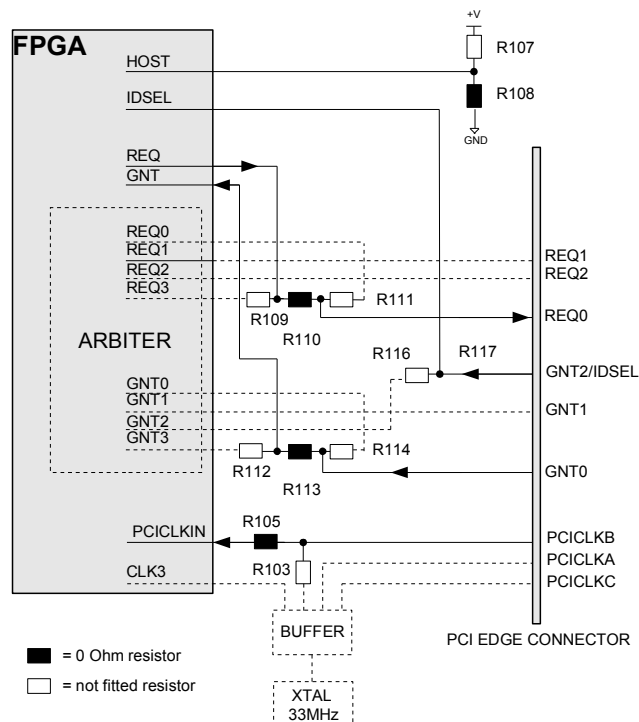 +V
FPGA
R107
HOST
R108
IDSEL
GND
REQ
GNT
REQ0
REQ1
REQ1
REQ2
REQ2
REQ3
R111
R109
REQ0
R110
ARBITER
R116
R117
GNT2/IDSEL
GNT0
GNT1
GNT1
GNT2
GNT3
R114
R112
GNT0
R113
R105
PCICLKIN
PCICLKB
R103
PCICLKA
CLK3
PCICLKC
BUFFER
PCI EDGE CONNECTOR
= 0 Ohm resistor
= not fitted resistor
XTAL
33MHz